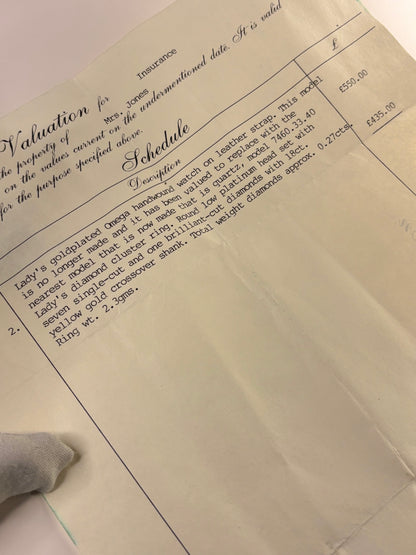 Valuation for Insurance
the property of Mrs. Jones
on the values current on the undermentioned date. It is valid
for the purpose specified above.
Schedule
Description £
Lady's goldplated Omega handwound watch on leather strap. This model £550.00
is no longer made and it has been valued to replace with the
nearest model that is now made that is quartz, model 7460.33.40
2. Lady's diamond cluster ring. Round low platinum head set with £435.00
seven single-cut and one brilliant-cut diamonds with 18ct.
yellow gold crossover shank. Total weight diamonds approx. 0.27cts.
Ring wt. 2.3gms.